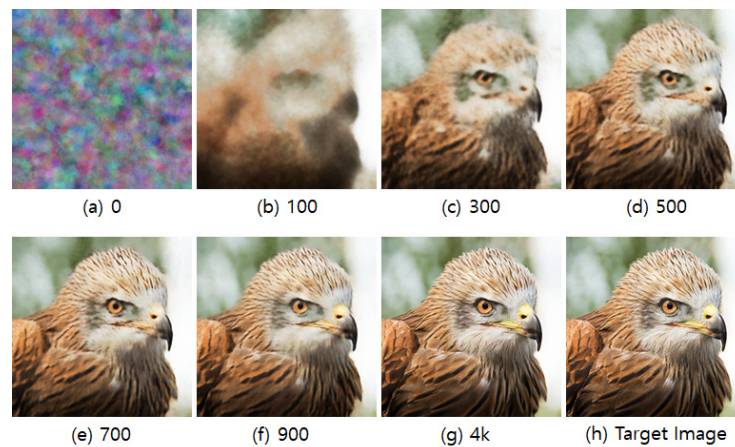 (a) 0
(b) 100
(c) 300
(d) 500
(e) 700
(f) 900
(g) 4k
(h) Target Image